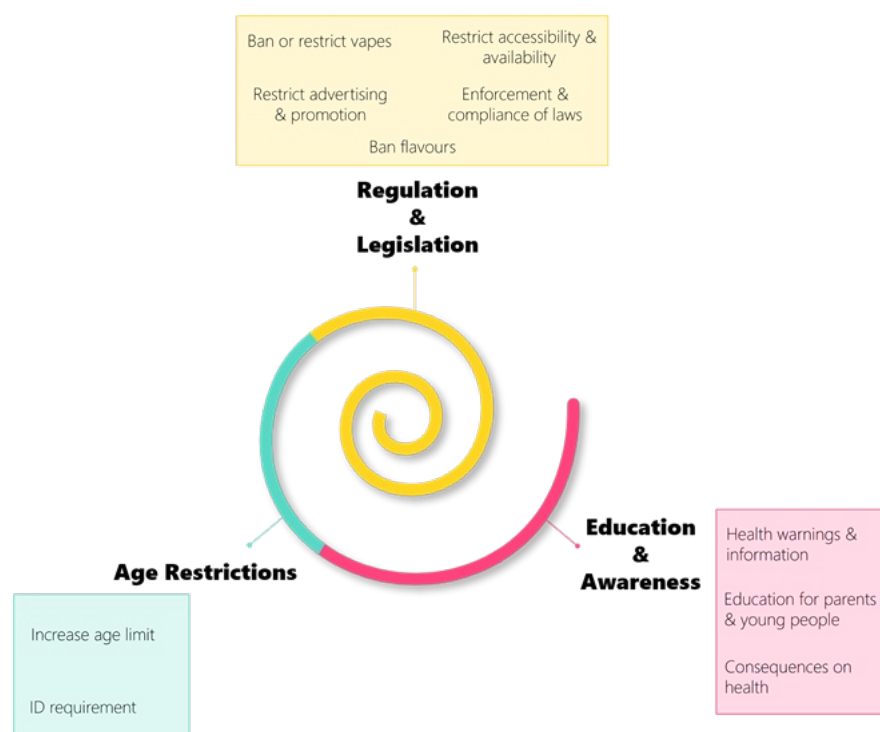 Ban or restrict vapes
Restrict accessibility &
availability
Restrict advertising
& promotion
Enforcement &
compliance of laws
Ban flavours
Regulation
&
Legislation
Age Restrictions
Increase age limit
ID requirement
Education
&
Awareness
Health warnings &
information
Education for parents
& young people
Consequences on
health